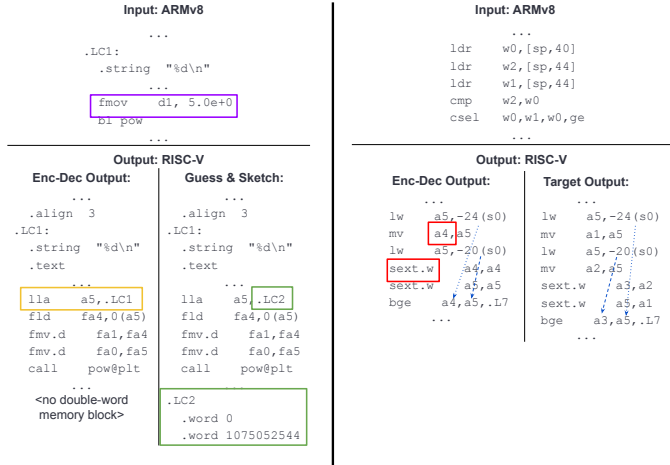 Input: ARMv8
...
.LC1:
.string "%d\n"
...
fmov d1, 5.0e+0
bl pow
...
Output: RISC-V
Enc-Dec Output:
...
.align 3
.LC1:
.string "%d\n"
.text
...
lla a5,.LC1
fld fa4,0(a5)
fmv.d fa1,fa4
fmv.d fa0,fa5
call pow@plt
...
<no double-word
memory block>
Guess & Sketch:
...
.align 3
.LC1:
.string "%d\n"
.text
...
lla a5,.LC2
fld fa4,0(a5)
fmv.d fa1,fa4
fmv.d fa0,fa5
call pow@plt
...
.LC2
.word 0
.word 1075052544
Input: ARMv8
...
ldr w0,[sp,40]
ldr w2,[sp,44]
ldr w1,[sp,44]
cmp w2,w0
csel w0,w1,w0,ge
...
Output: RISC-V
Enc-Dec Output:
...
lw a5,-24(s0)
mv a4,a5
lw a5,-20(s0)
sext.w a4,a4
sext.w a5,a5
bge a4,a5,.L7
...
Target Output:
...
lw a5,-24(s0)
mv a1,a5
lw a5,-20(s0)
mv a2,a5
sext.w a3,a2
sext.w a5,a1
bge a3,a5,.L7
...